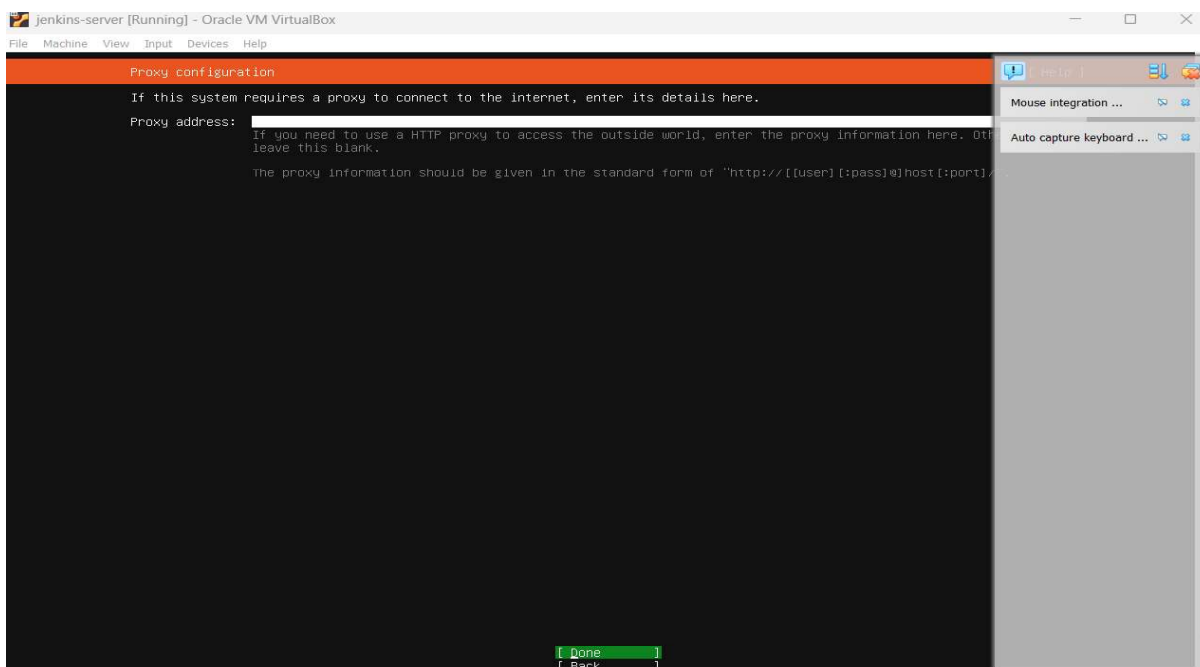 jenkins-server [Running] - Oracle VM VirtualBox
File Machine View Input Devices Help
Proxy configuration
[ Help ]
If this system requires a proxy to connect to the internet, enter its details here.
Mouse integration ...
Proxy address:
If you need to use a HTTP proxy to access the outside world, enter the proxy information here. Oth
Auto capture keyboard ...
leave this blank.
The proxy information should be given in the standard form of "http://[[user][:pass]@]host[:port]/
[ Done ]
[ Back ]